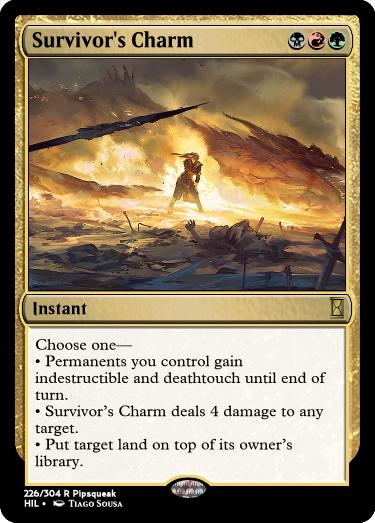 Survivor's Charm
Instant
Choose one—
• Permanents you control gain
indestructible and deathtouch until end of
turn.
• Survivor's Charm deals 4 damage to any
target.
• Put target land on top of its owner's
library.
226/304 R Pipsqueak
HIL • Tiago Sousa